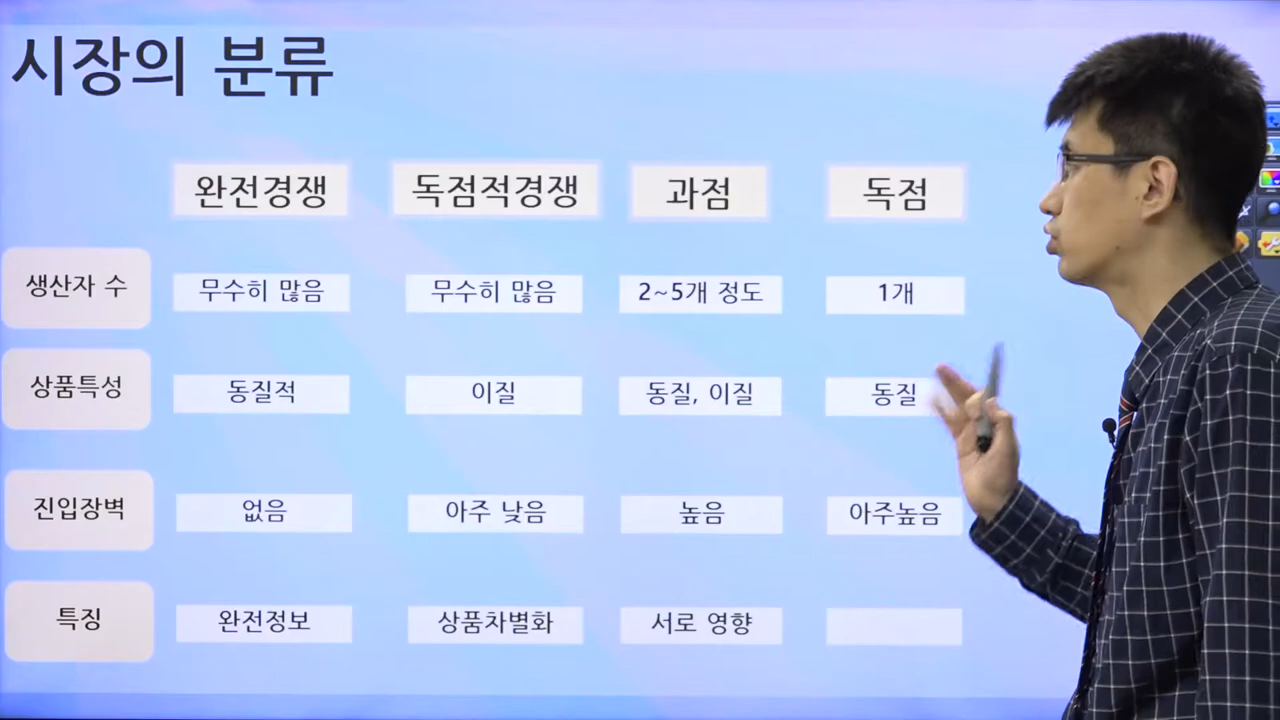 시장의 분류
완전경쟁 독점적경쟁 과점 독점
생산자 수 무수히 많음 무수히 많음 2~5개 정도 1개
상품특성 동질적 이질 동질, 이질 동질
진입장벽 없음 아주 낮음 높음 아주높음
특징 완전정보 상품차별화 서로 영향